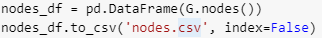 nodes_df = pd.DataFrame(G.nodes())
nodes_df.to_csv('nodes.csv', index=False)